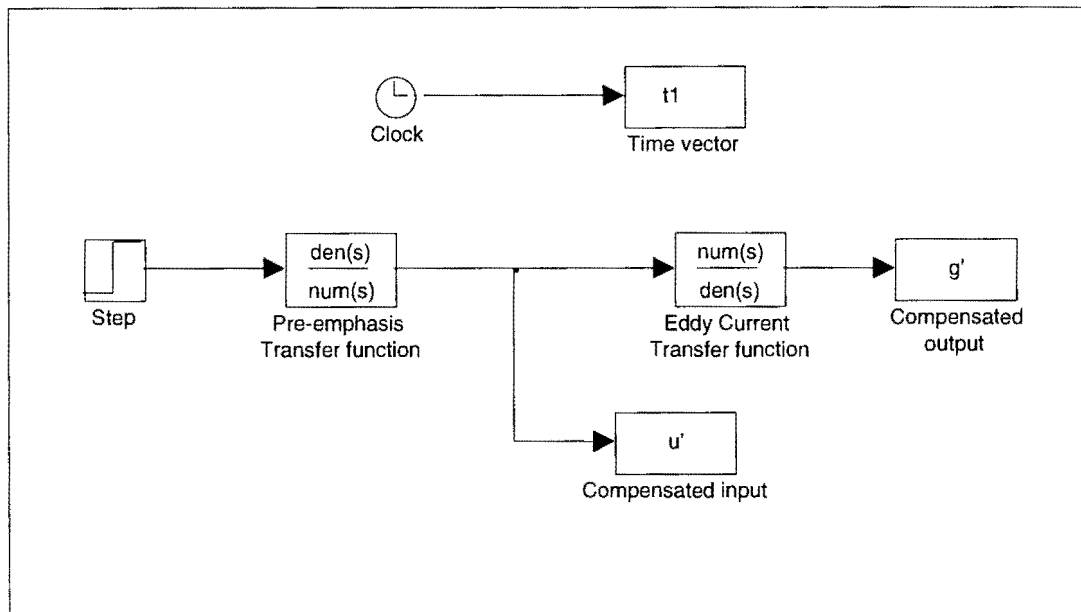 t1
Clock
Time vector
den(s)
num(s)
num(s)
den(s)
g'
Step
Pre-emphasis
Transfer function
Eddy Current
Transfer function
Compensated
output
u'
Compensated input